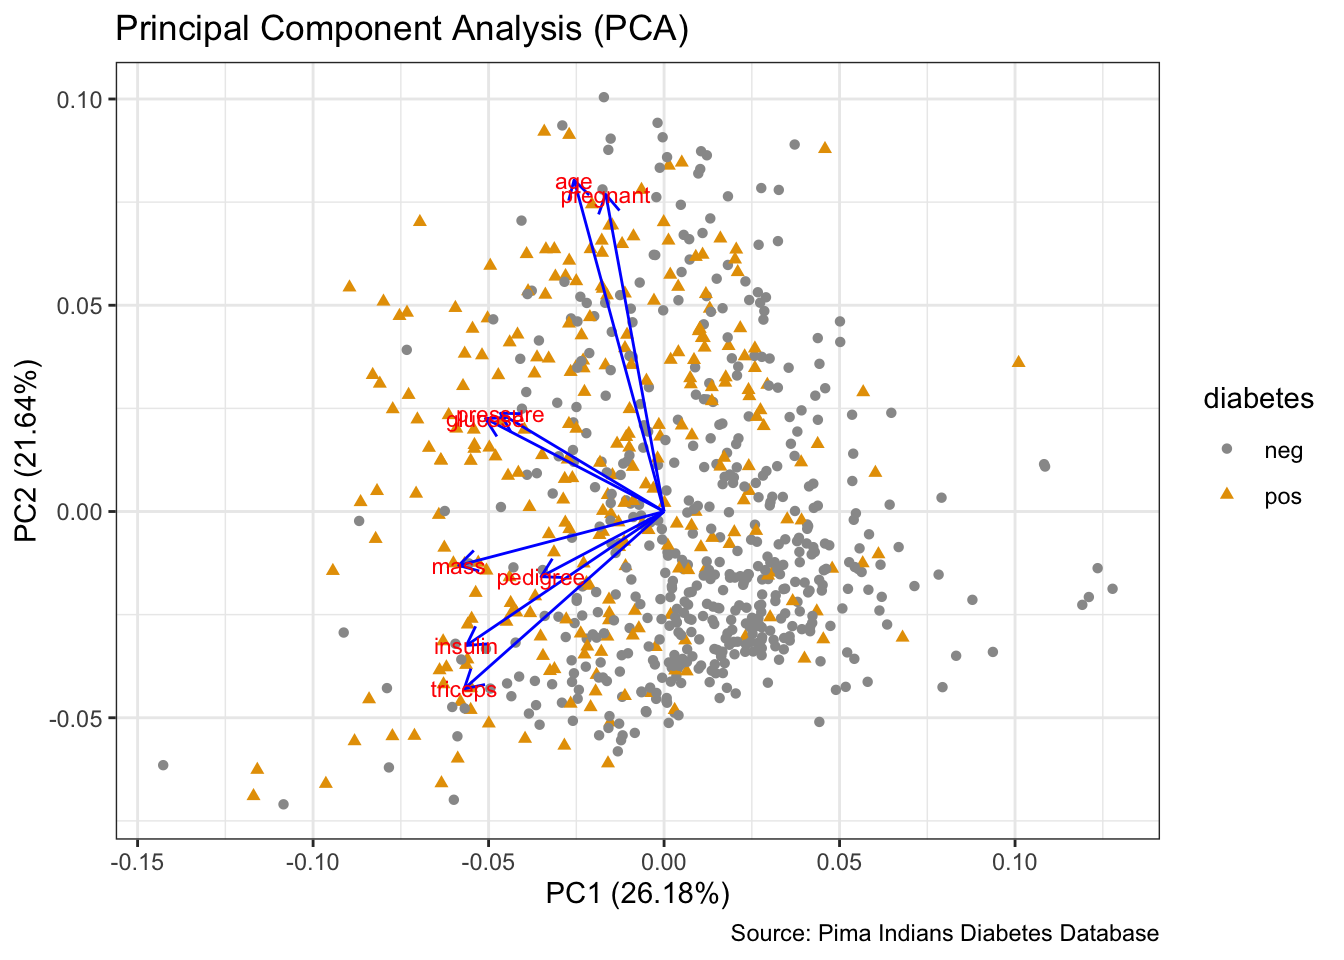 Principal Component Analysis (PCA)
PC2 (21.64%)
0.10
0.05
0.00
-0.05
age
pregnant
pressure
glucose
mass
pedigree
insulin
triceps
-0.15
-0.10
-0.05
0.00
0.05
0.10
PC1 (26.18%)
diabetes
neg
pos
Source: Pima Indians Diabetes Database